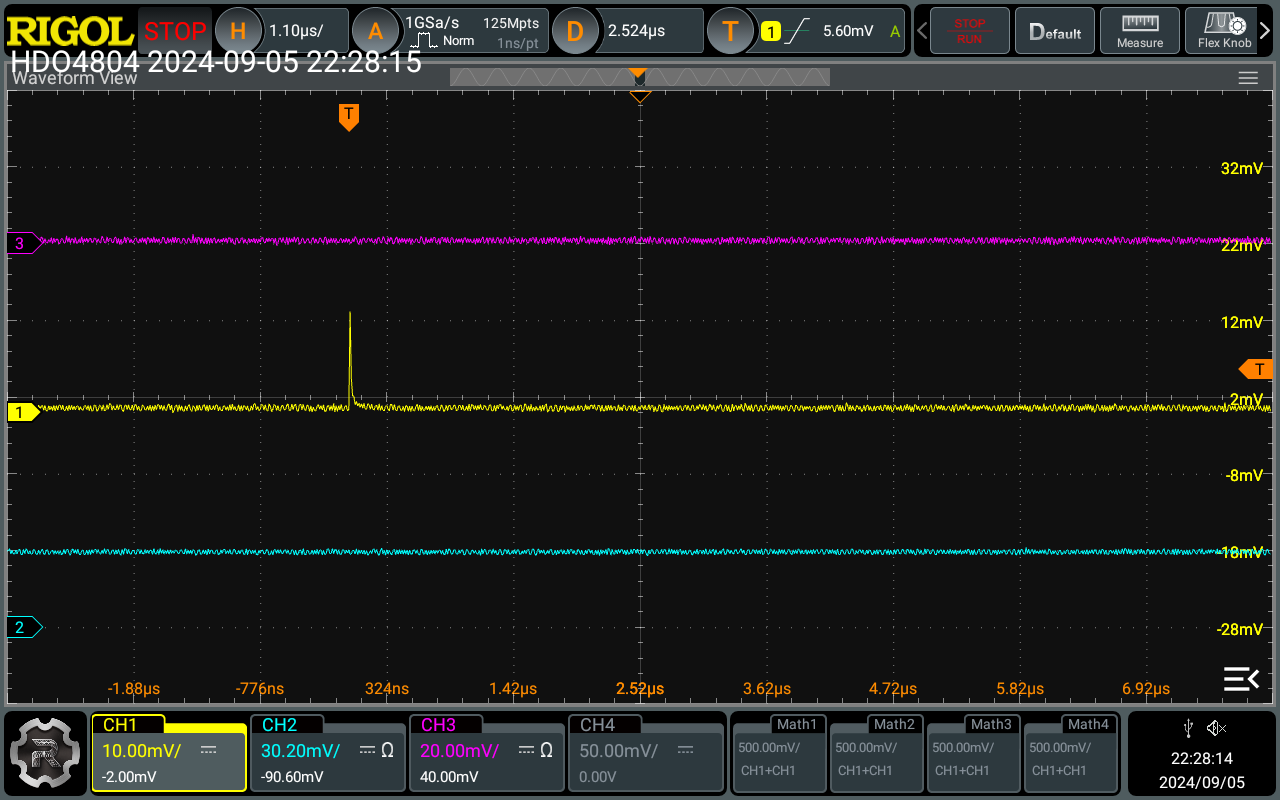 RIGOL STOP H 1.10µs/ A 1GSa/s 125Mpts Norm 1ns/pt D 2.524µs T 1 5.60mV A STOP RUN Default Measure Flex Knob
HDO4804 2024-09-05 22:28:15
Waveform View
T
32mV
3
22mV
12mV
T
1
2mV
-8mV
-18mV
2
-28mV
-1.88µs -776ns 324ns 1.42µs 2.52µs 3.62µs 4.72µs 5.82µs 6.92µs
CH1 CH2 CH3 CH4 Math1 Math2 Math3 Math4
10.00mV/ 30.20mV/ Ω 20.00mV/ Ω 50.00mV/ 500.00mV/ 500.00mV/ 500.00mV/ 500.00mV/
-2.00mV -90.60mV 40.00mV 0.00V CH1+CH1 CH1+CH1 CH1+CH1 CH1+CH1
R
22:28:14
2024/09/05